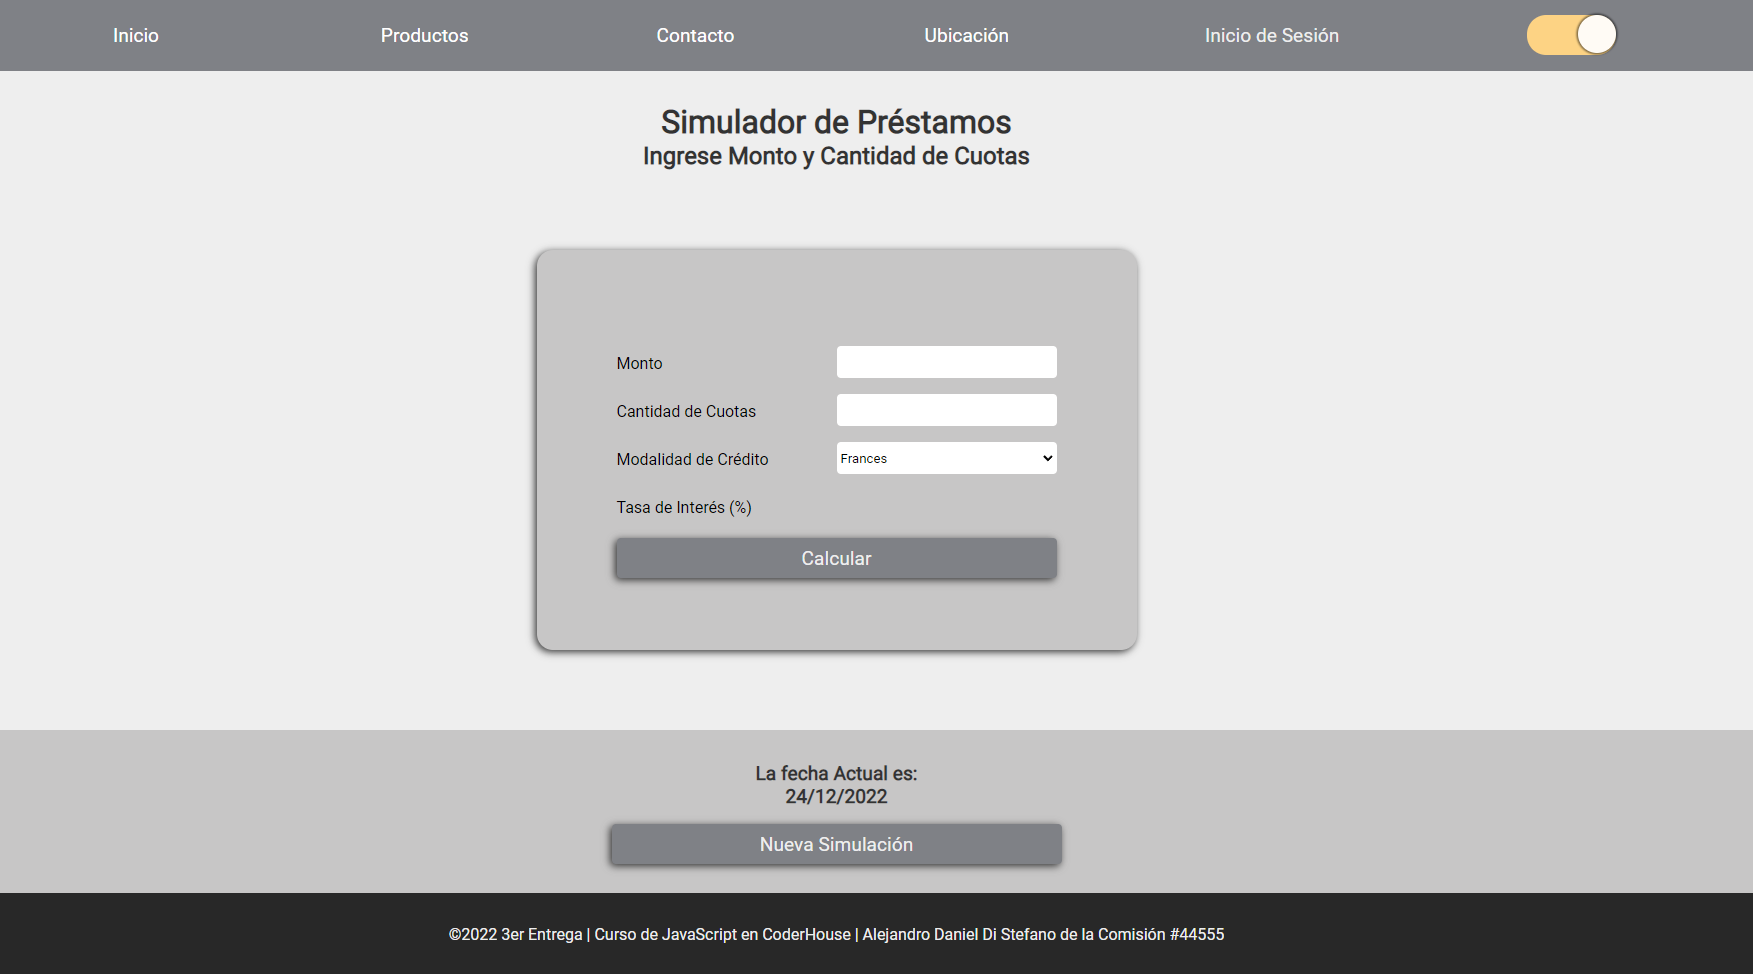 Inicio Productos Contacto Ubicación Inicio de Sesión
Simulador de Préstamos
Ingrese Monto y Cantidad de Cuotas
Monto
Cantidad de Cuotas
Modalidad de Crédito Frances
Tasa de Interés (%)
Calcular
La fecha Actual es:
24/12/2022
Nueva Simulación
©2022 3er Entrega | Curso de JavaScript en CoderHouse | Alejandro Daniel Di Stefano de la Comisión #44555